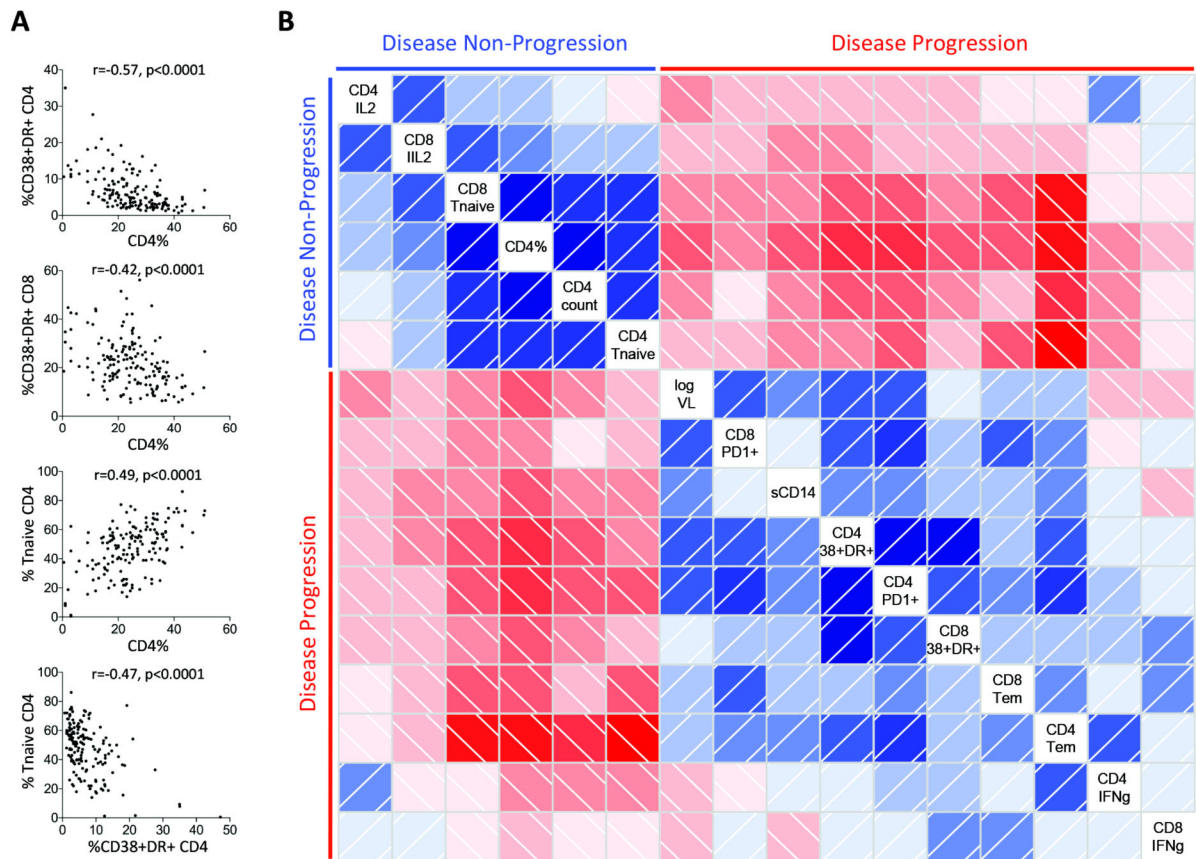 A
r=-0.57, p<0.0001
%CD38+DR+ CD4
40
30
20
10
0
0 20 40 60
CD4%
r=-0.42, p<0.0001
%CD38+DR+ CD8
60
40
20
0
0 20 40 60
CD4%
r=0.49, p<0.0001
% Tnaive CD4
100
80
60
40
20
0
0 20 40 60
CD4%
r=-0.47, p<0.0001
% Tnaive CD4
100
80
60
40
20
0
0 10 20 30 40 50
%CD38+DR+ CD4
B
Disease Non-Progression
Disease Progression
Disease Non-Progression
Disease Progression
CD4
IL2
CD8
IIL2
CD8
Tnaive
CD4%
CD4
count
CD4
Tnaive
log
VL
CD8
PD1+
sCD14
CD4
38+DR+
CD4
PD1+
CD8
38+DR+
CD8
Tem
CD4
Tem
CD4
IFNg
CD8
IFNg